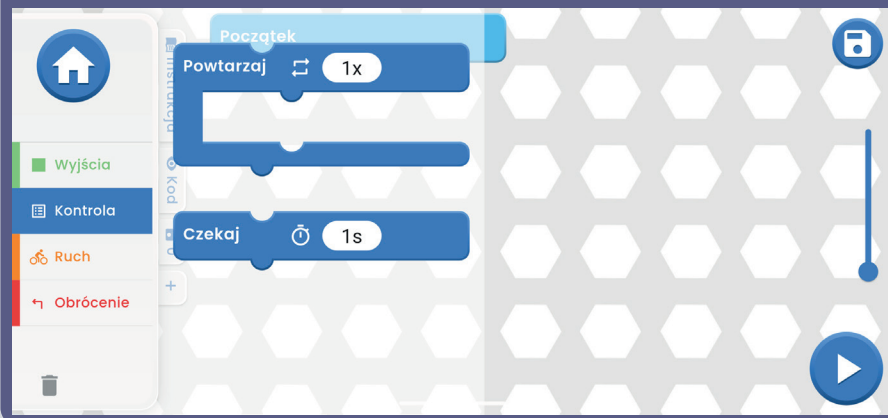 Początek
Instrukcja
Powtarzaj 1x
Wyjścia
Kod
Kontrola
Czekaj 1s
Ruch
+
Obrócenie